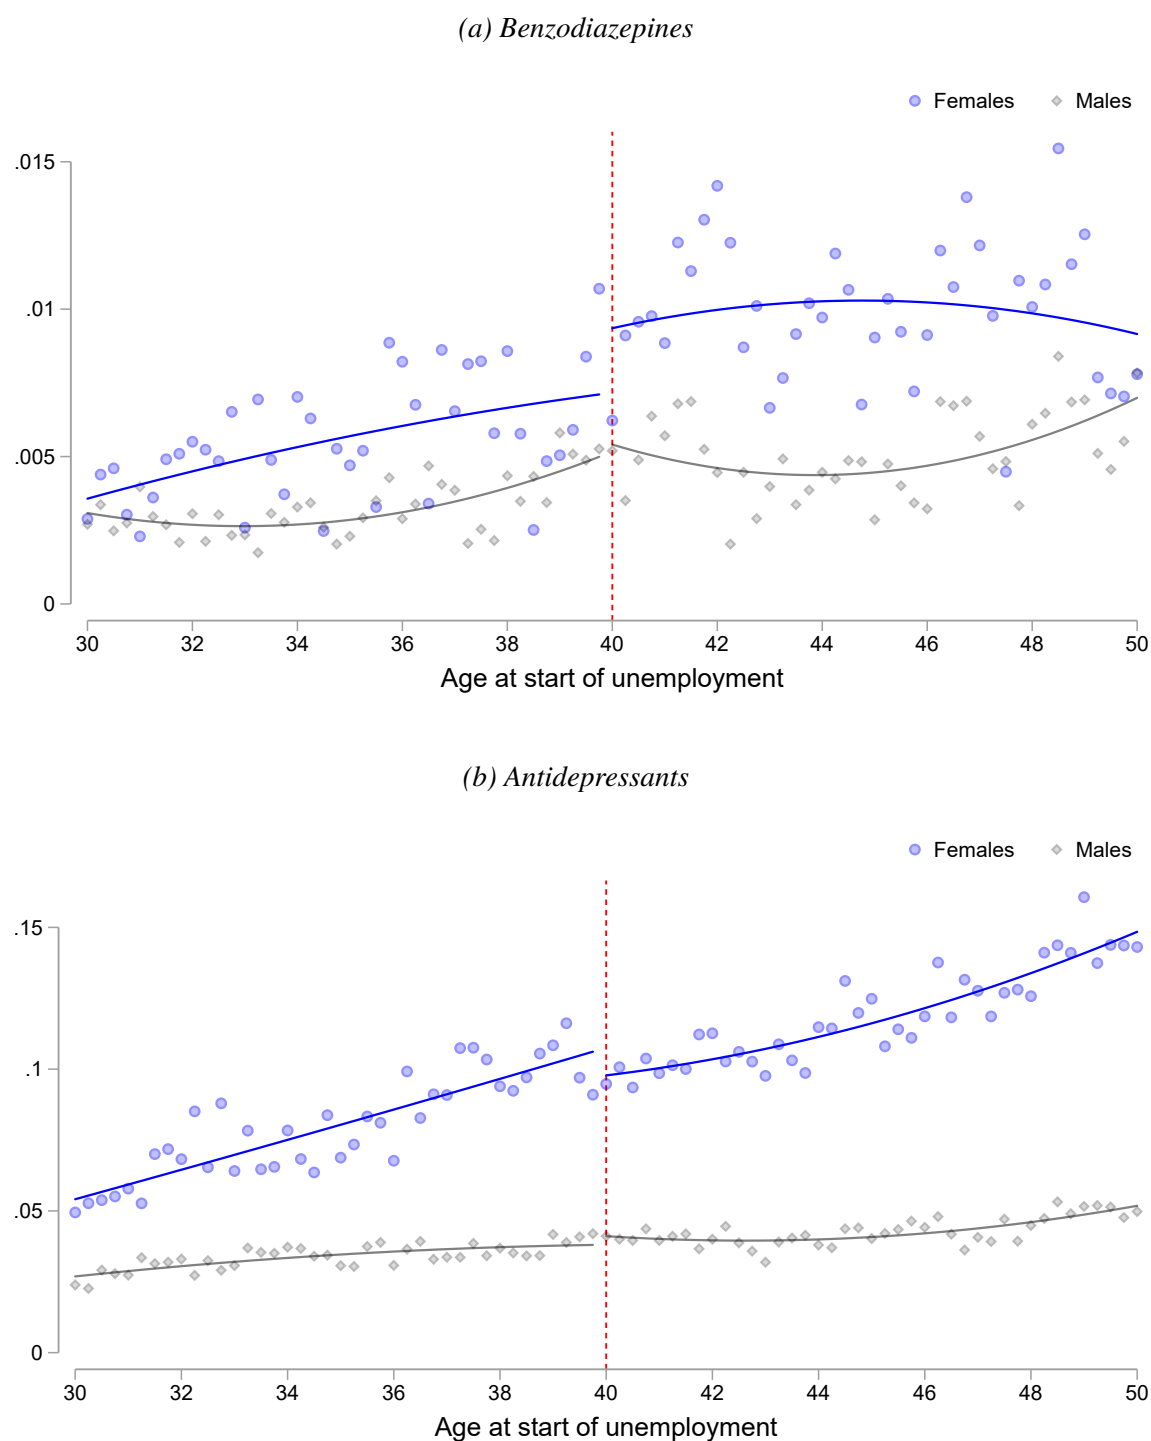 (a) Benzodiazepines
Females Males
.015
.01
.005
0
30 32 34 36 38 40 42 44 46 48 50
Age at start of unemployment
(b) Antidepressants
Females Males
.15
.1
.05
0
30 32 34 36 38 40 42 44 46 48 50
Age at start of unemployment